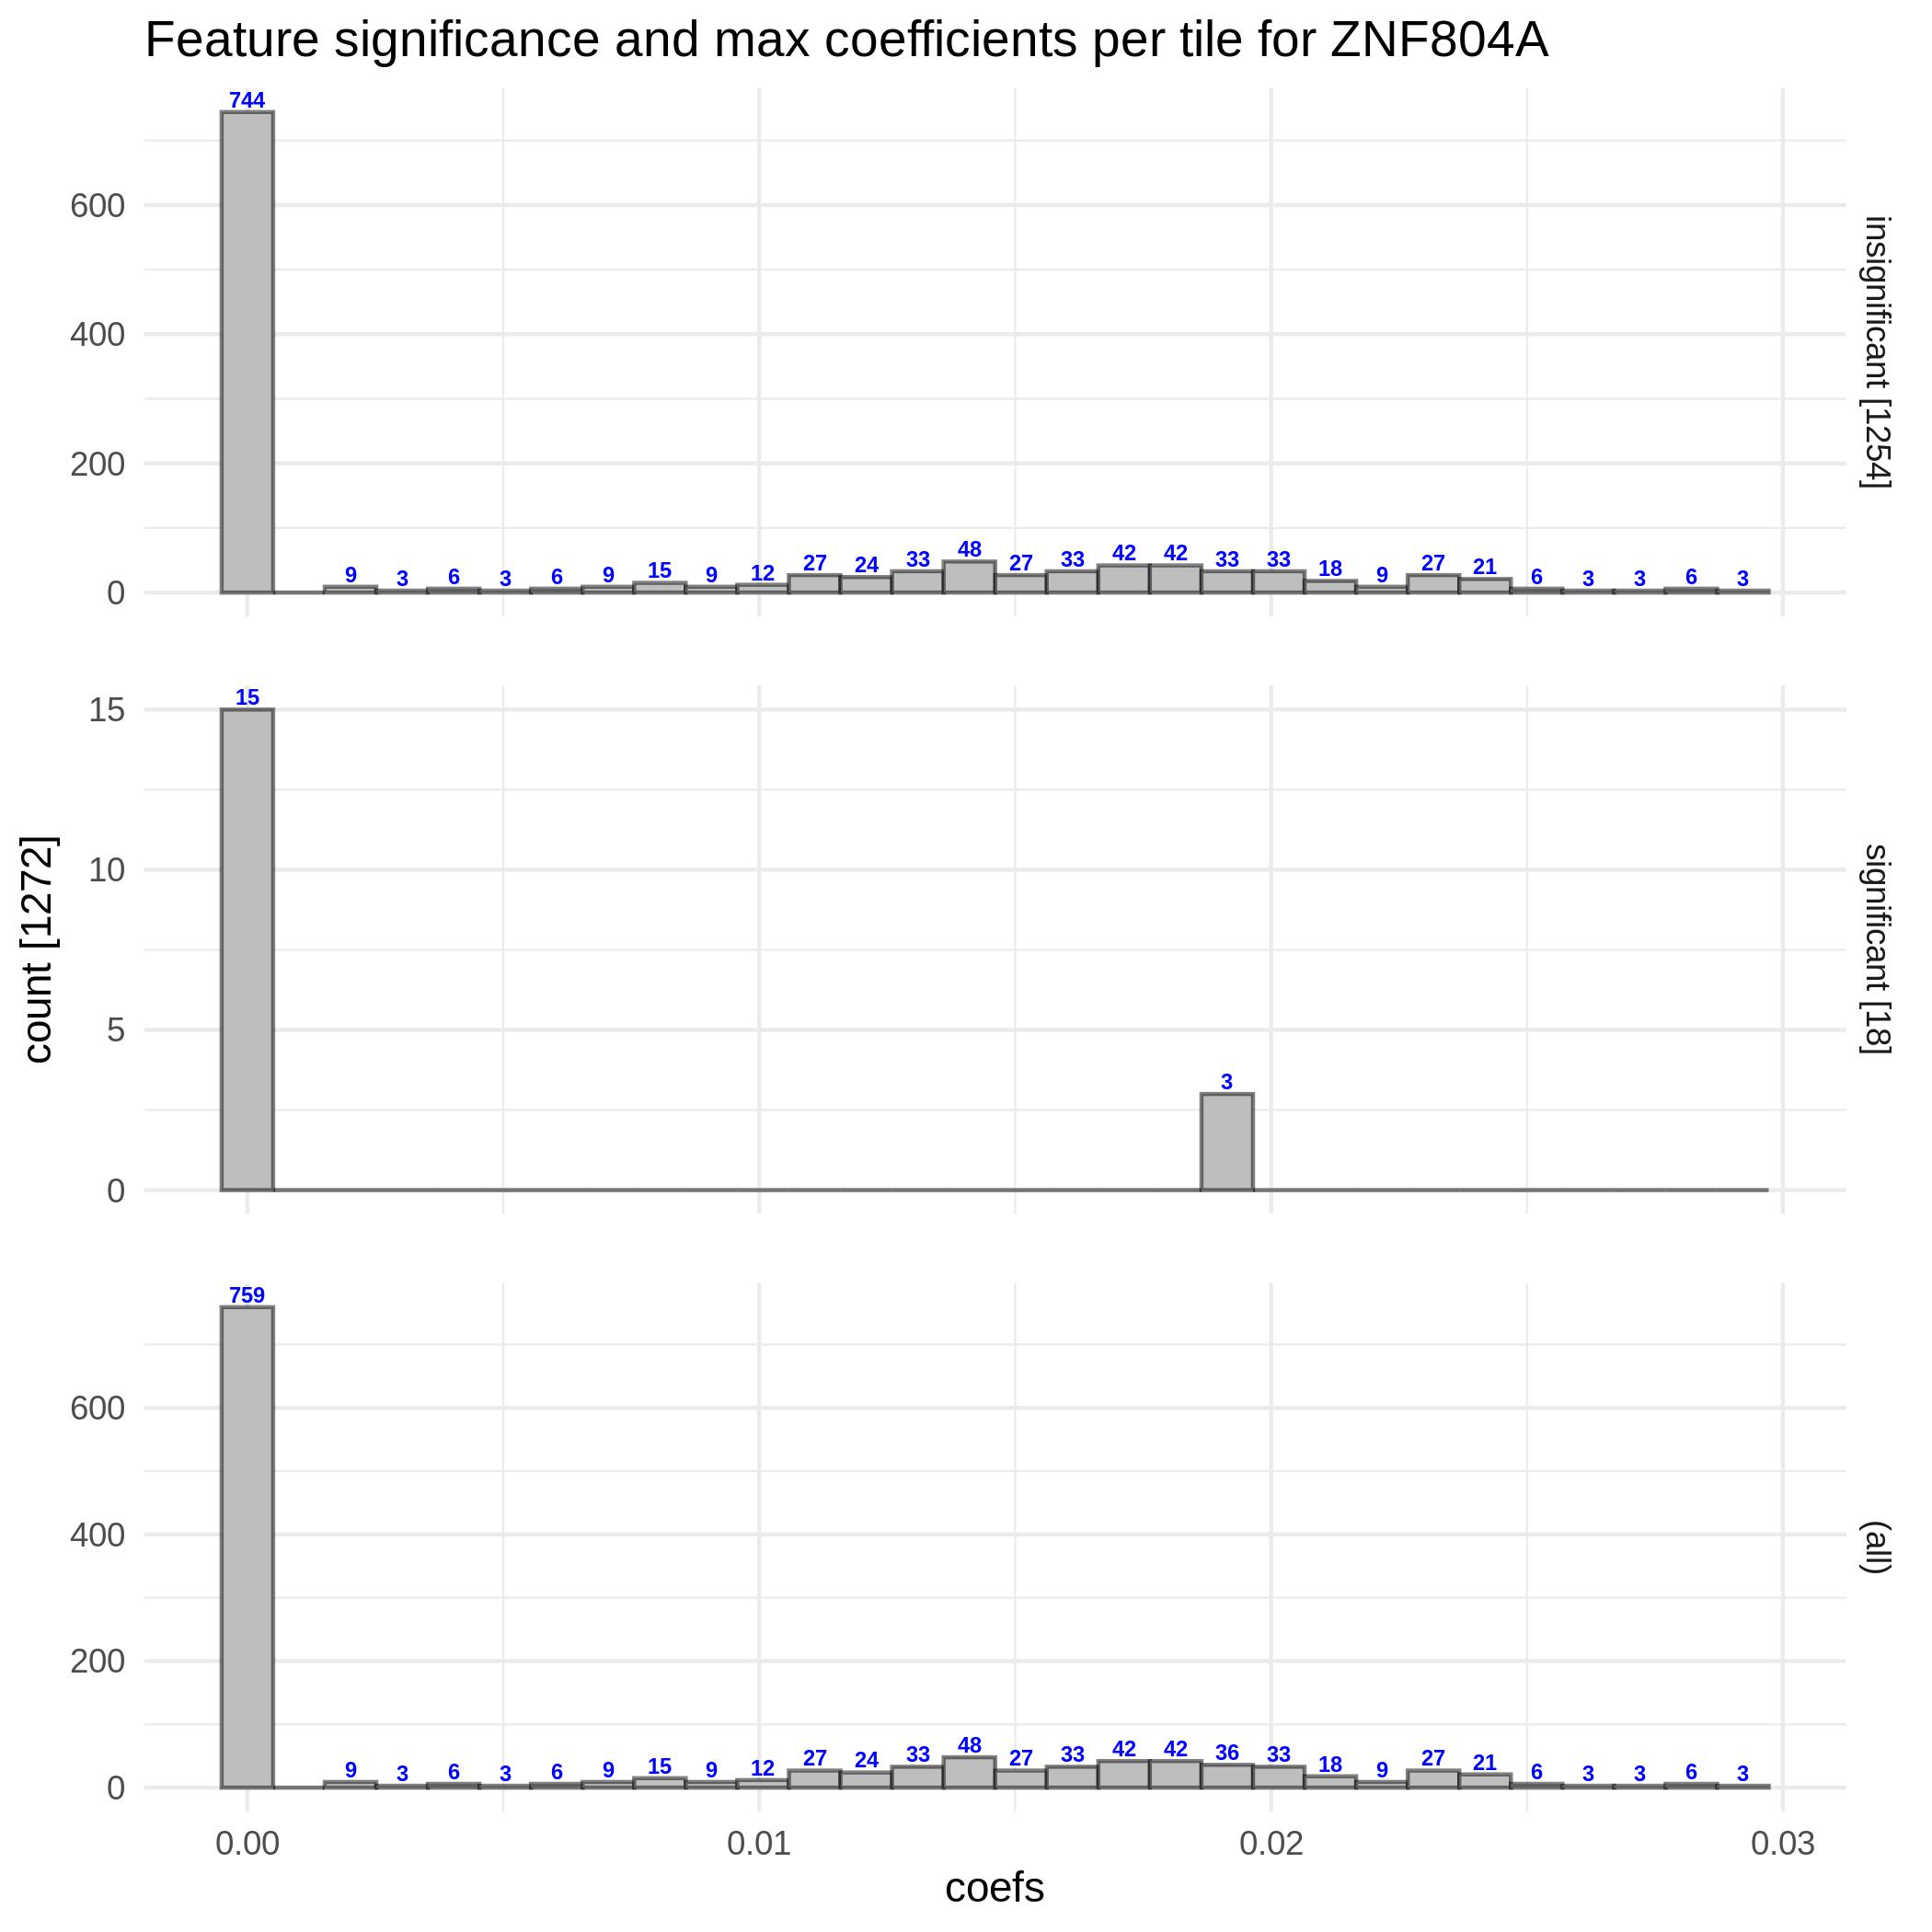 Feature significance and max coefficients per tile for ZNF804A
744
600
400
200
0
9 3 6 3 6 9 15 9 12 27 24 33 48 27 33 42 42 33 33 18 9 27 21 6 3 3 6 3
insignificant [1254]
15
15
10
5
0
3
significant [18]
count [1272]
759
600
400
200
0
9 3 6 3 6 9 15 9 12 27 24 33 48 27 33 42 42 36 33 18 9 27 21 6 3 3 6 3
(all)
0.00 0.01 0.02 0.03
coefs